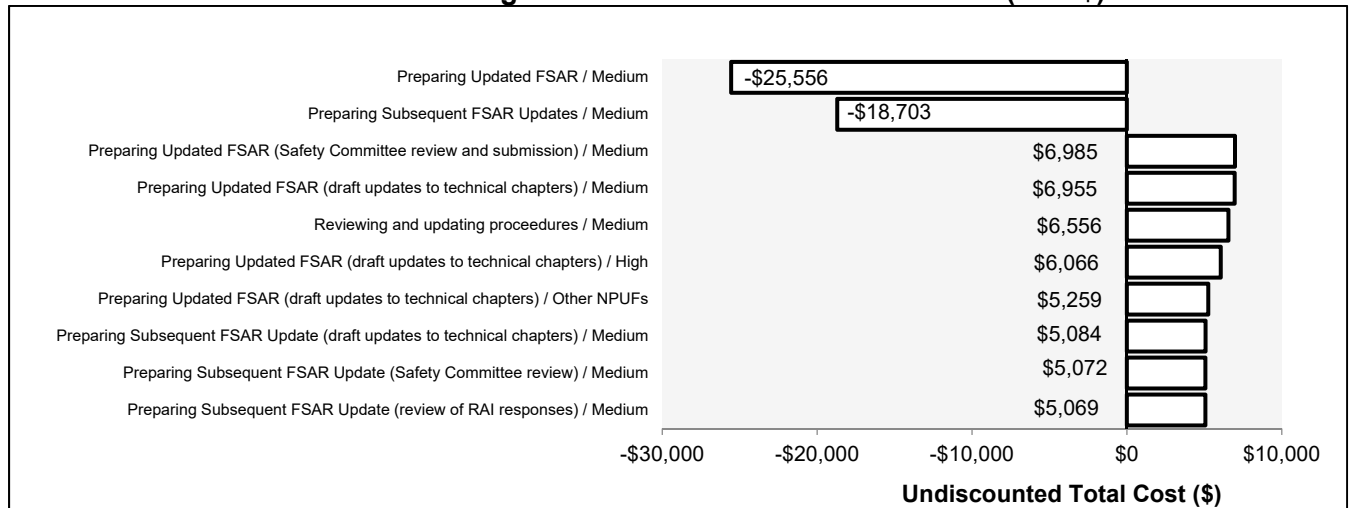 Preparing Updated FSAR / Medium -$25,556
Preparing Subsequent FSAR Updates / Medium -$18,703
Preparing Updated FSAR (Safety Committee review and submission) / Medium $6,985
Preparing Updated FSAR (draft updates to technical chapters) / Medium $6,955
Reviewing and updating proceedures / Medium $6,556
Preparing Updated FSAR (draft updates to technical chapters) / High $6,066
Preparing Updated FSAR (draft updates to technical chapters) / Other NPUFs $5,259
Preparing Subsequent FSAR Update (draft updates to technical chapters) / Medium $5,084
Preparing Subsequent FSAR Update (Safety Committee review) / Medium $5,072
Preparing Subsequent FSAR Update (review of RAI responses) / Medium $5,069
-$30,000 -$20,000 -$10,000 $0 $10,000
Undiscounted Total Cost ($)